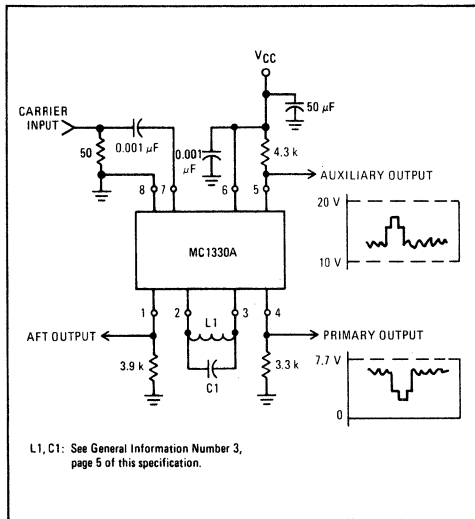 VCC
50 µF
CARRIER
INPUT
0.001 µF
50
0.001
µF
4.3 k
AUXILIARY OUTPUT
8 7 6 5
20 V
10 V
MC1330A
1 2 3 4
L1
AFT OUTPUT
PRIMARY OUTPUT
7.7 V
3.9 k
C1
3.3 k
0
L1, C1: See General Information Number 3,
page 5 of this specification.